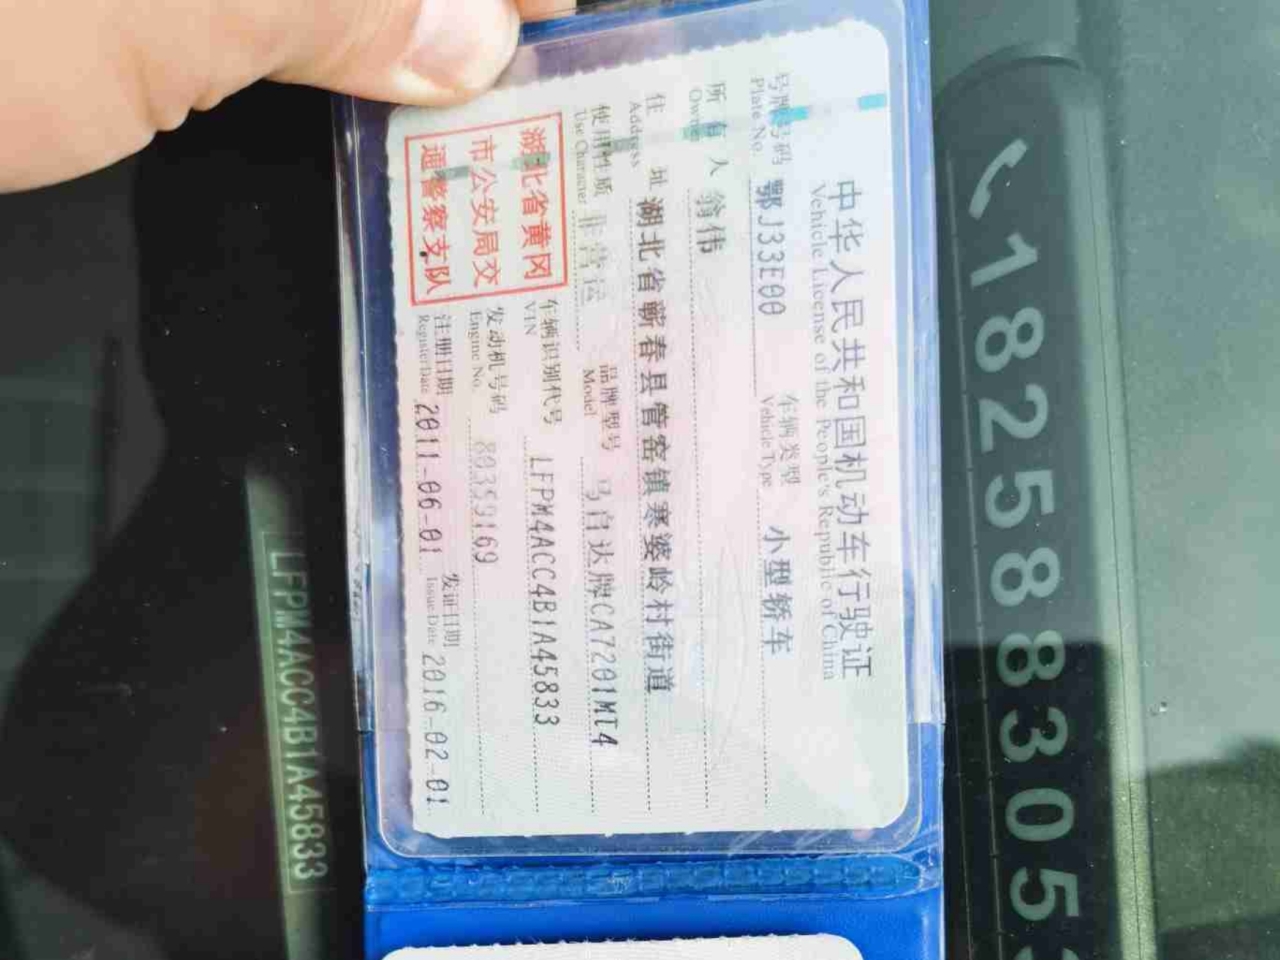 中华人民共和国机动车行驶证
Vehicle License of the People's Republic of China
号牌号码 鄂J33E00 车辆类型 小型轿车
Plate No. Vehicle Type
所有人 翁伟
Owner
住址 湖北省蕲春县管窑镇寒婆岭村街道
Address
使用性质 非营运 品牌型号 马自达牌CA7201MT4
Use Character Model
湖北省黄冈
市公安局交
通警察支队
车辆识别代号 LFPM4ACC4B1A45833
VIN
发动机号码 80359169
Engine No.
注册日期 2011-06-01 发证日期 2016-02-01
Register Date Issue Date
LFPM4ACC4B1A45833
1825883053